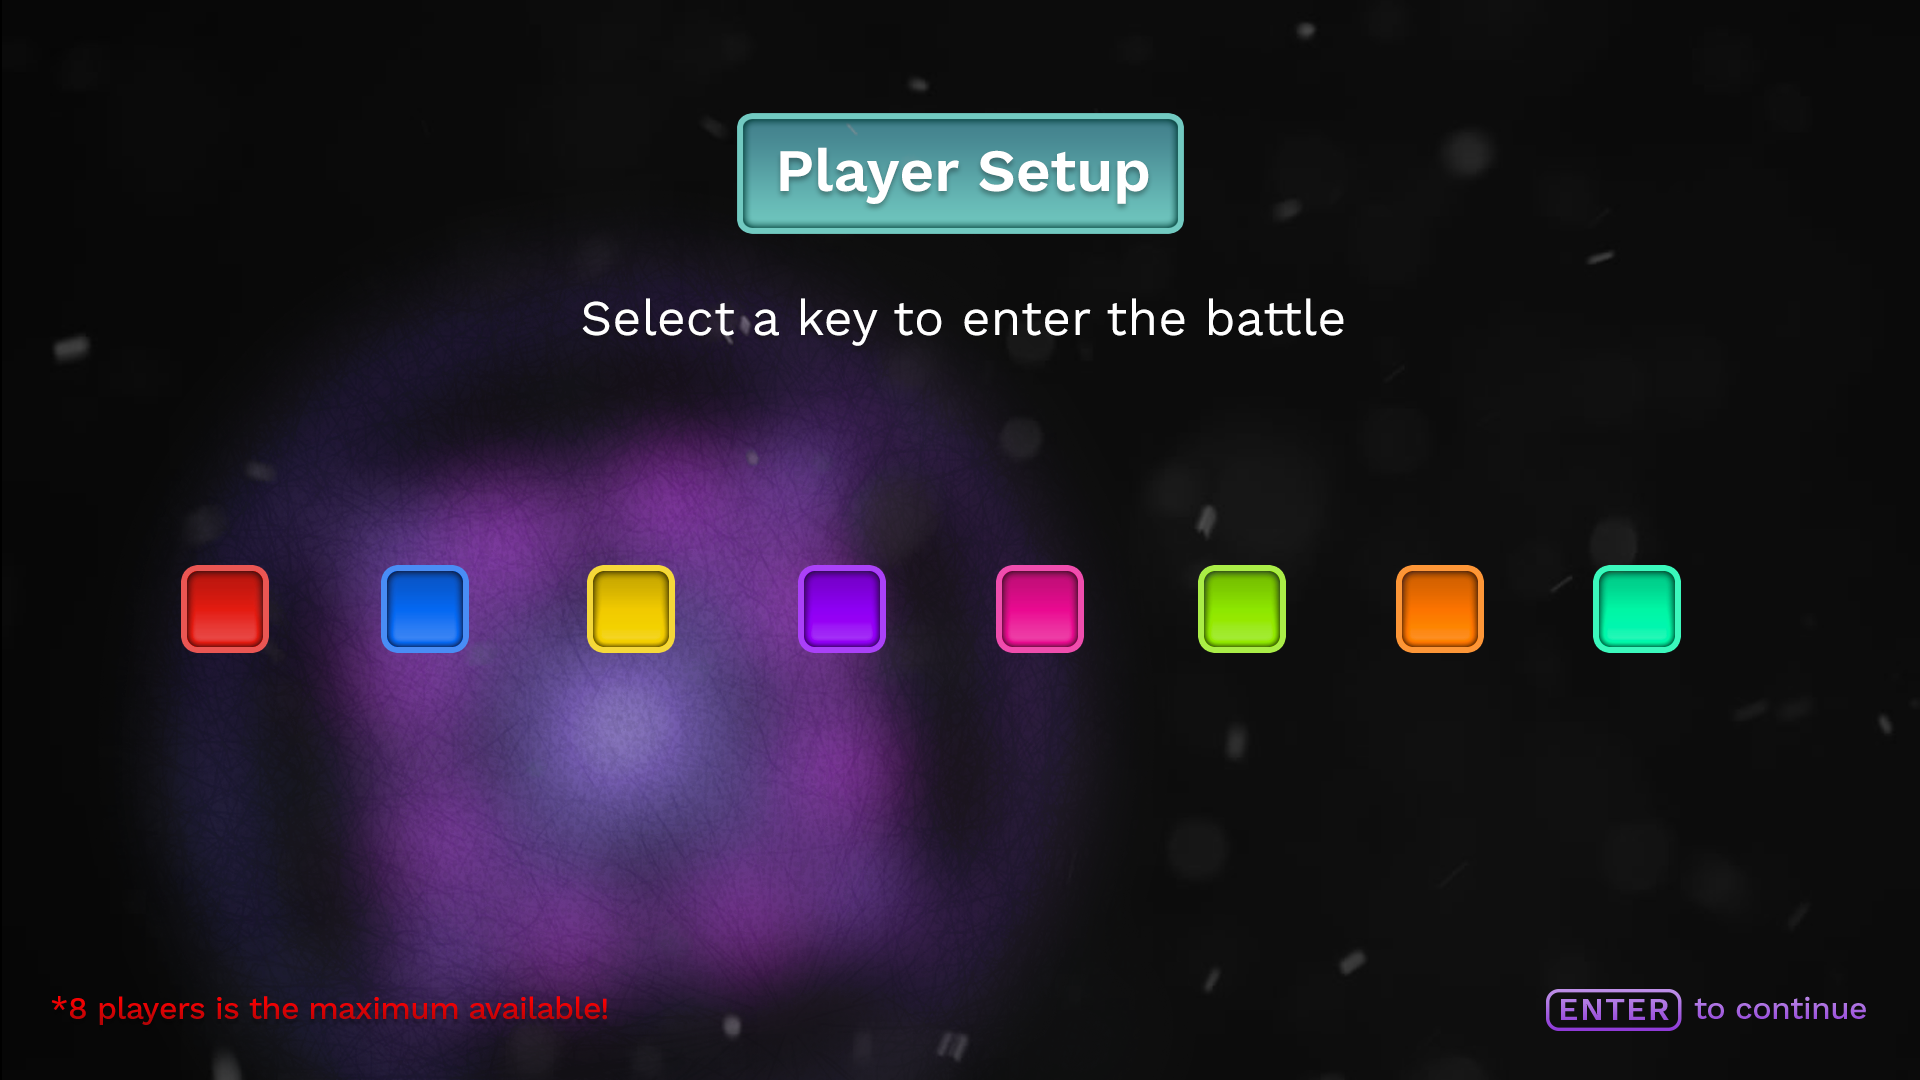 Player Setup
Select a key to enter the battle
*8 players is the maximum available!
ENTER to continue